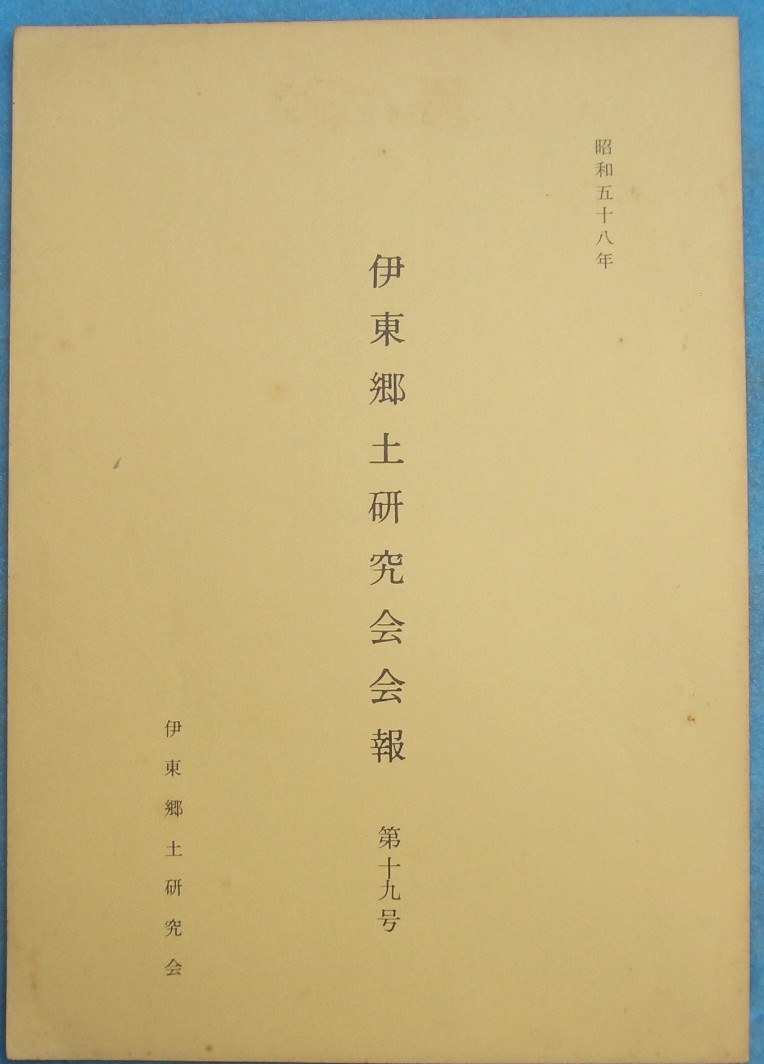 昭和五十八年
伊東郷土研究会会報 第十九号
伊東郷土研究会